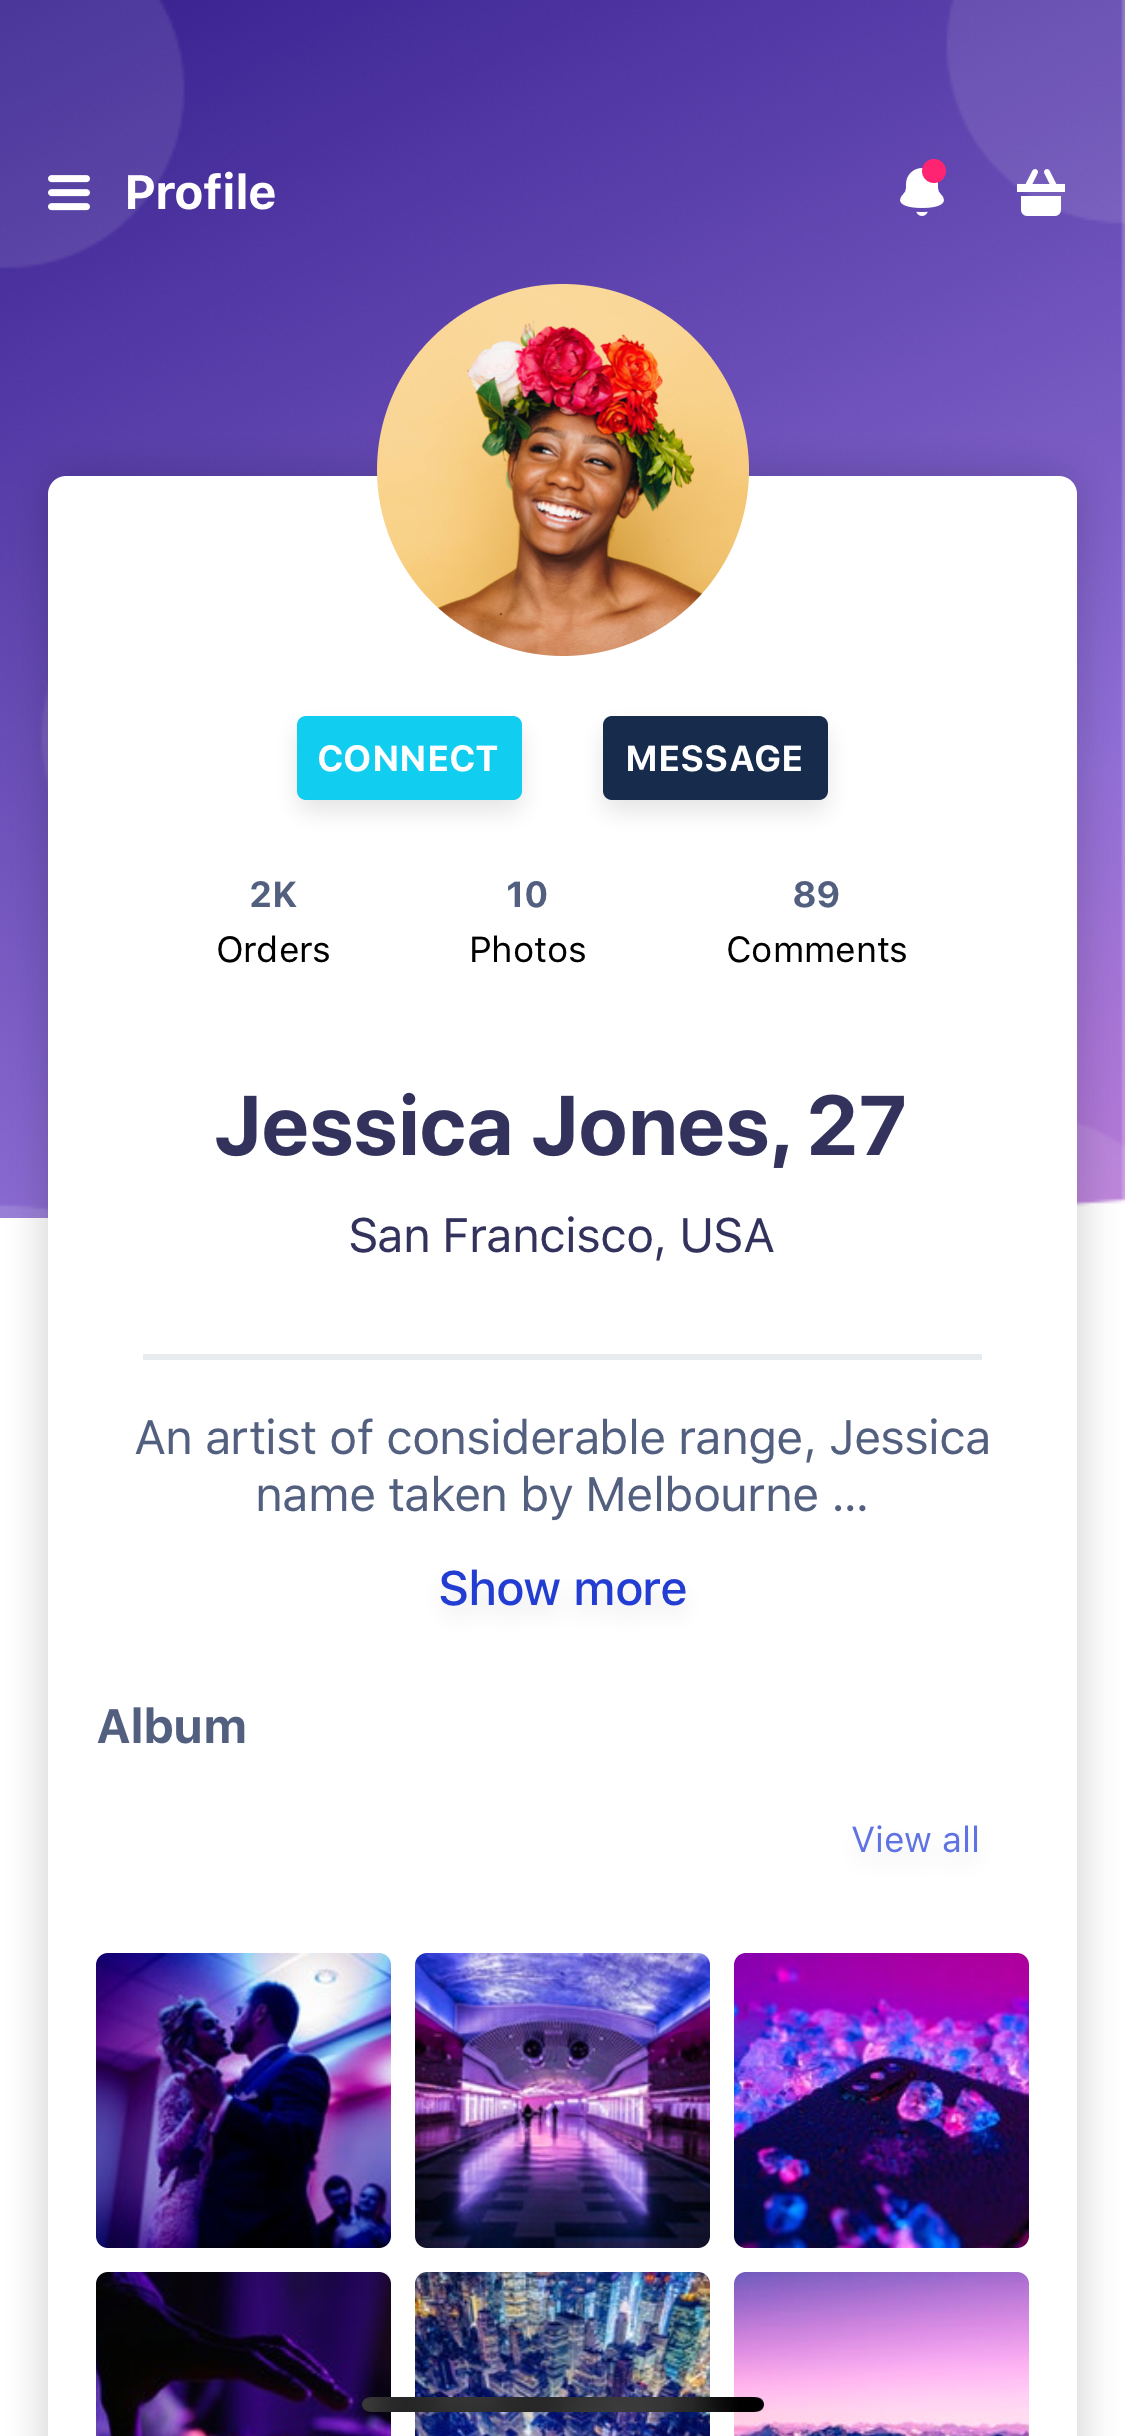 Profile
CONNECT
MESSAGE
2K
Orders
10
Photos
89
Comments
Jessica Jones, 27
San Francisco, USA
An artist of considerable range, Jessica
name taken by Melbourne ...
Show more
Album
View all